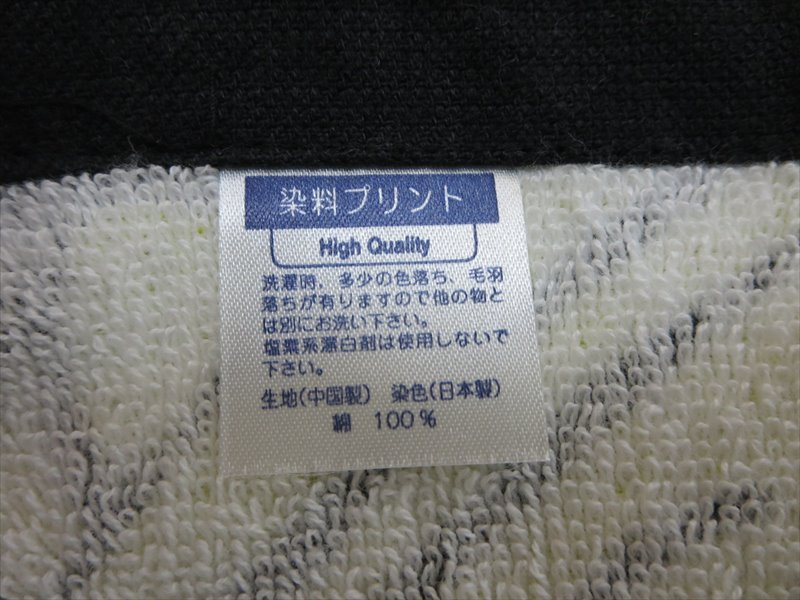 染料プリント
High Quality
洗濯時、多少の色落ち、毛羽
落ちが有りますので他の物と
は別にお洗い下さい。
塩素系漂白剤は使用しないで
下さい。
生地(中国製) 染色(日本製)
綿 100%